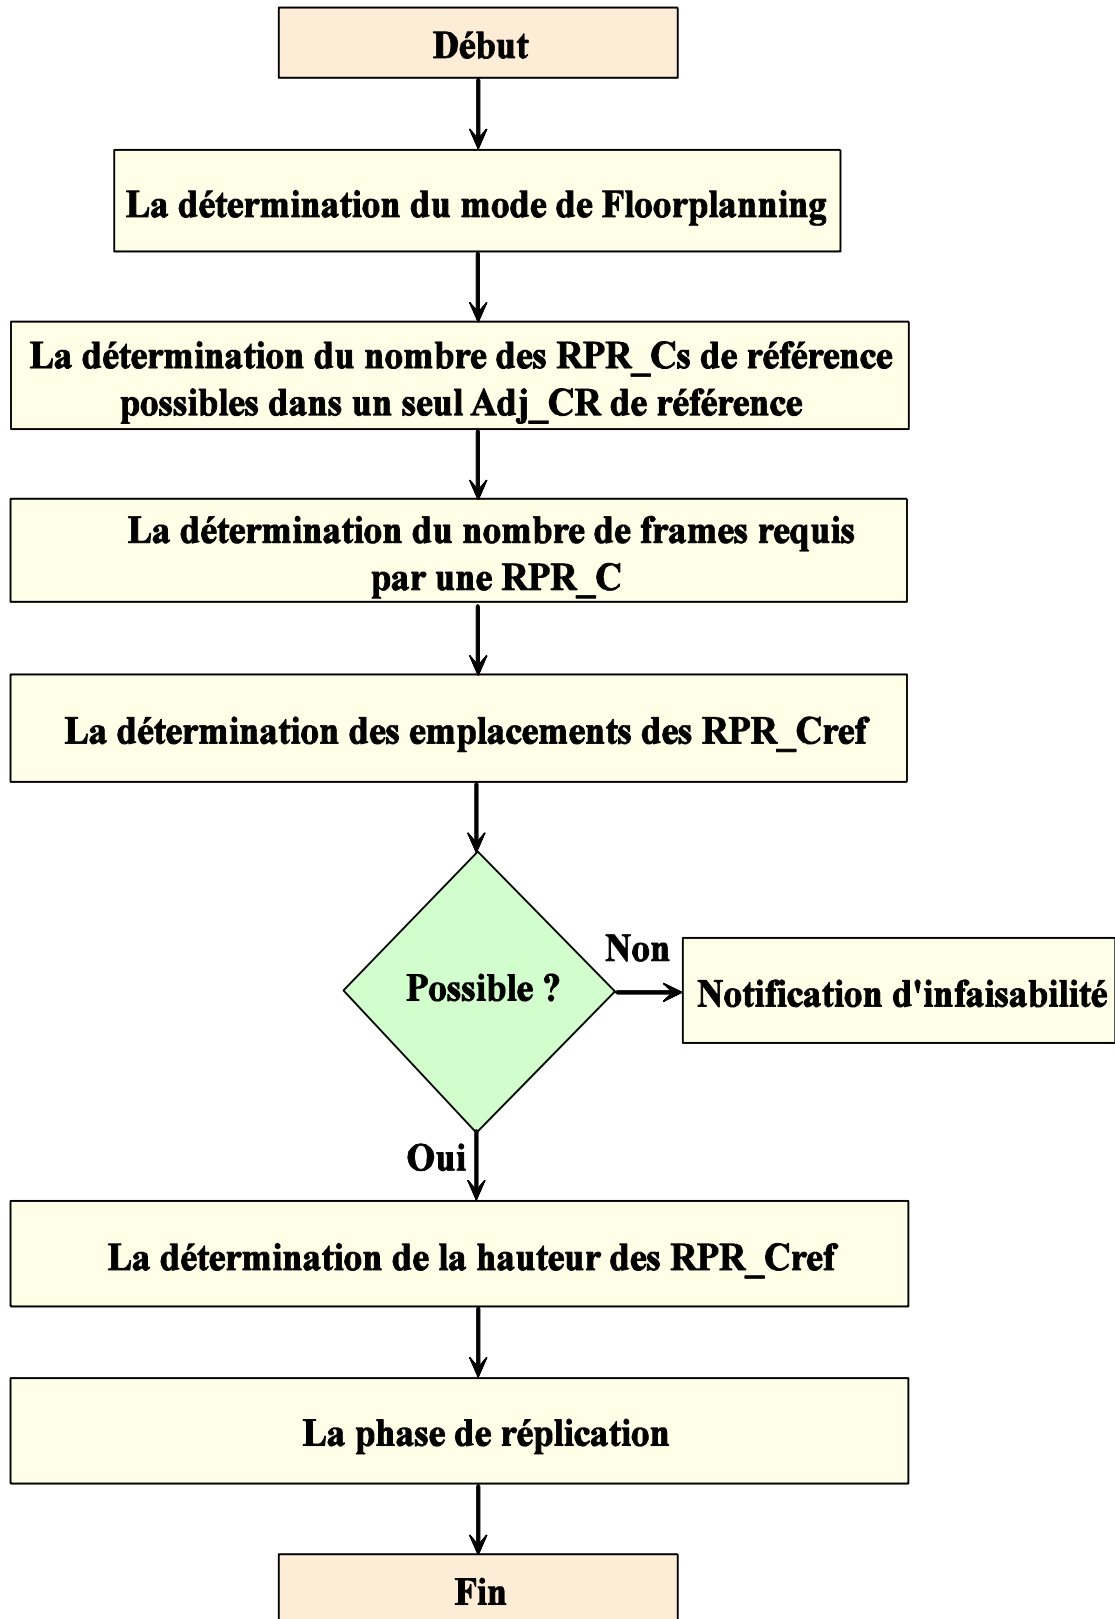 Début
La détermination du mode de Floorplanning
La détermination du nombre des RPR_Cs de référence
possibles dans un seul Adj_CR de référence
La détermination du nombre de frames requis
par une RPR_C
La détermination des emplacements des RPR_Cref
Possible ?
Non
Notification d'infaisabilité
Oui
La détermination de la hauteur des RPR_Cref
La phase de réplication
Fin